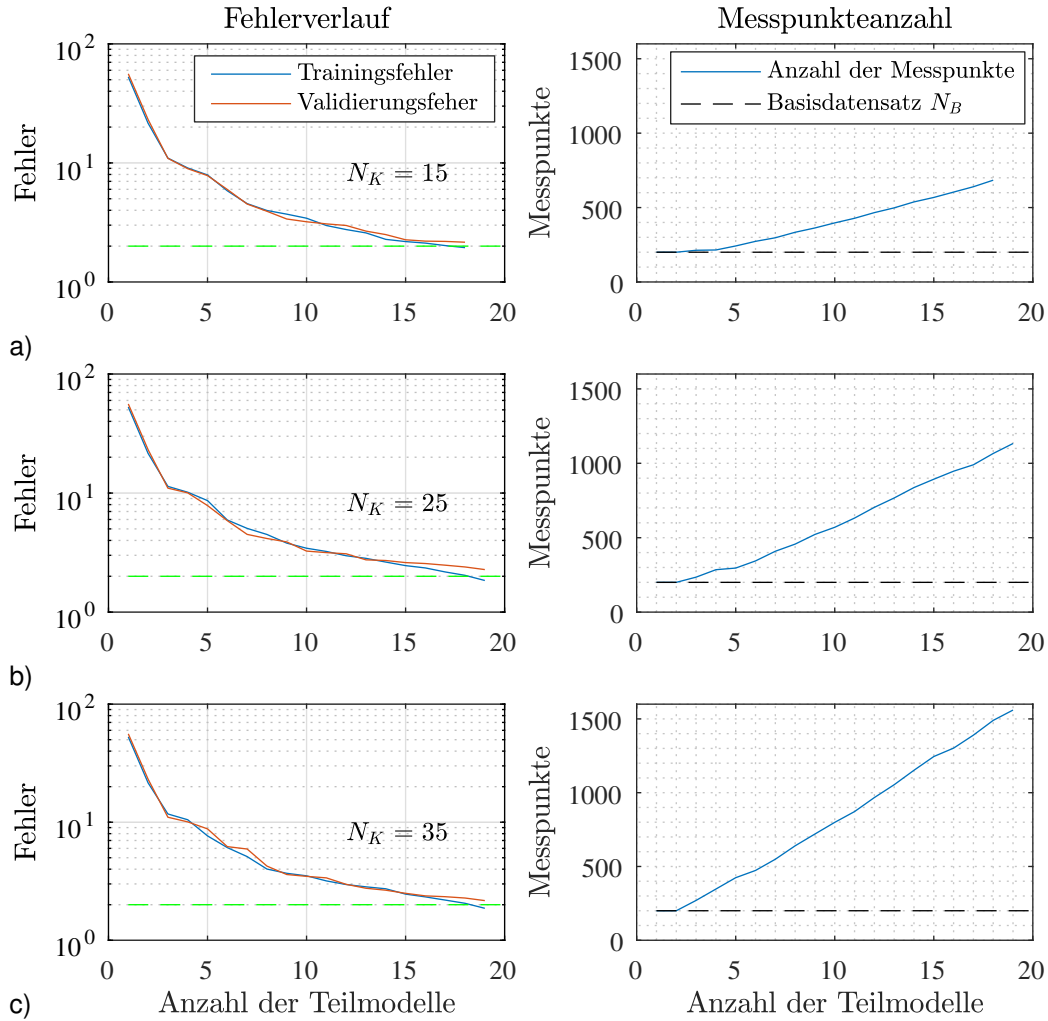 Fehlerverlauf
Messpunkteanzahl
10^2
10^1
10^0
Fehler
Trainingsfehler
Validierungsfeher
N_K = 15
0 5 10 15 20
a)
1500
1000
500
0
Messpunkte
Anzahl der Messpunkte
Basisdatensatz N_B
0 5 10 15 20
10^2
10^1
10^0
Fehler
N_K = 25
0 5 10 15 20
b)
1500
1000
500
0
Messpunkte
0 5 10 15 20
10^2
10^1
10^0
Fehler
N_K = 35
0 5 10 15 20
Anzahl der Teilmodelle
c)
1500
1000
500
0
Messpunkte
0 5 10 15 20
Anzahl der Teilmodelle